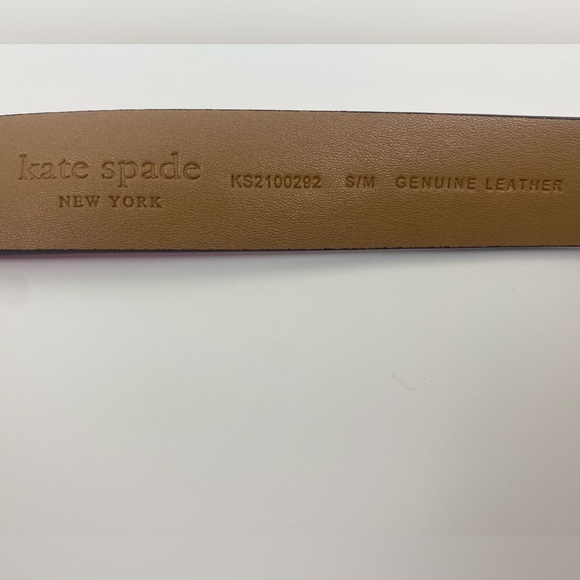 kate spade
NEW YORK
KS2100292 S/M GENUINE LEATHER